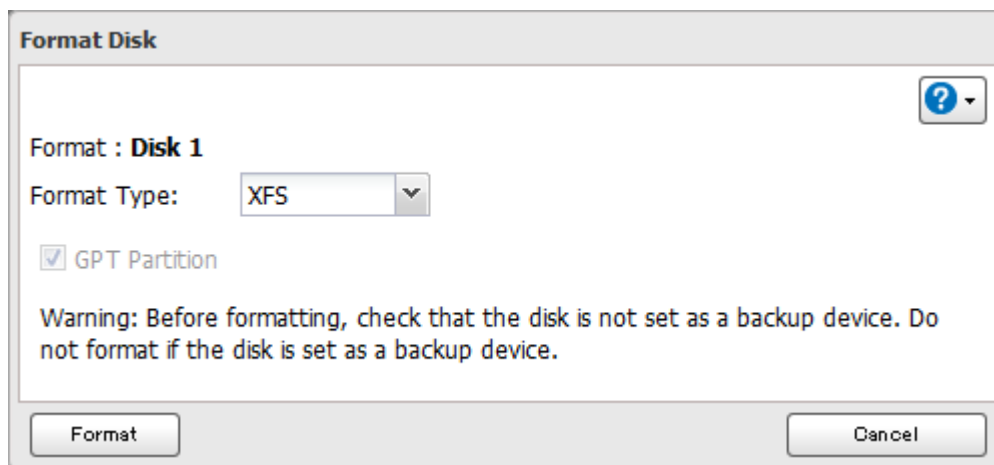 Format Disk
?
Format : Disk 1
Format Type: XFS
GPT Partition
Warning: Before formatting, check that the disk is not set as a backup device. Do
not format if the disk is set as a backup device.
Format Cancel